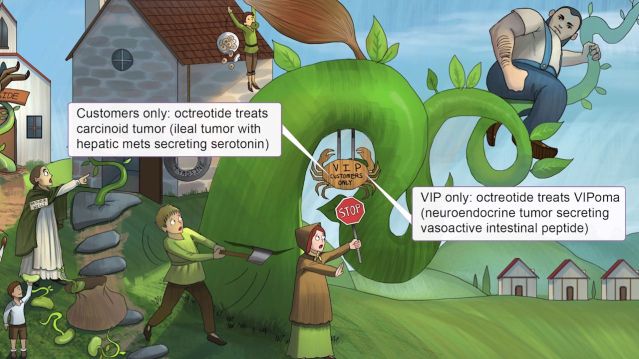 IDE
Customers only: octreotide treats
carcinoid tumor (ileal tumor with
hepatic mets secreting serotonin)
VIP
CUSTOMERS
ONLY
STOP
VIP only: octreotide treats VIPoma
(neuroendocrine tumor secreting
vasoactive intestinal peptide)